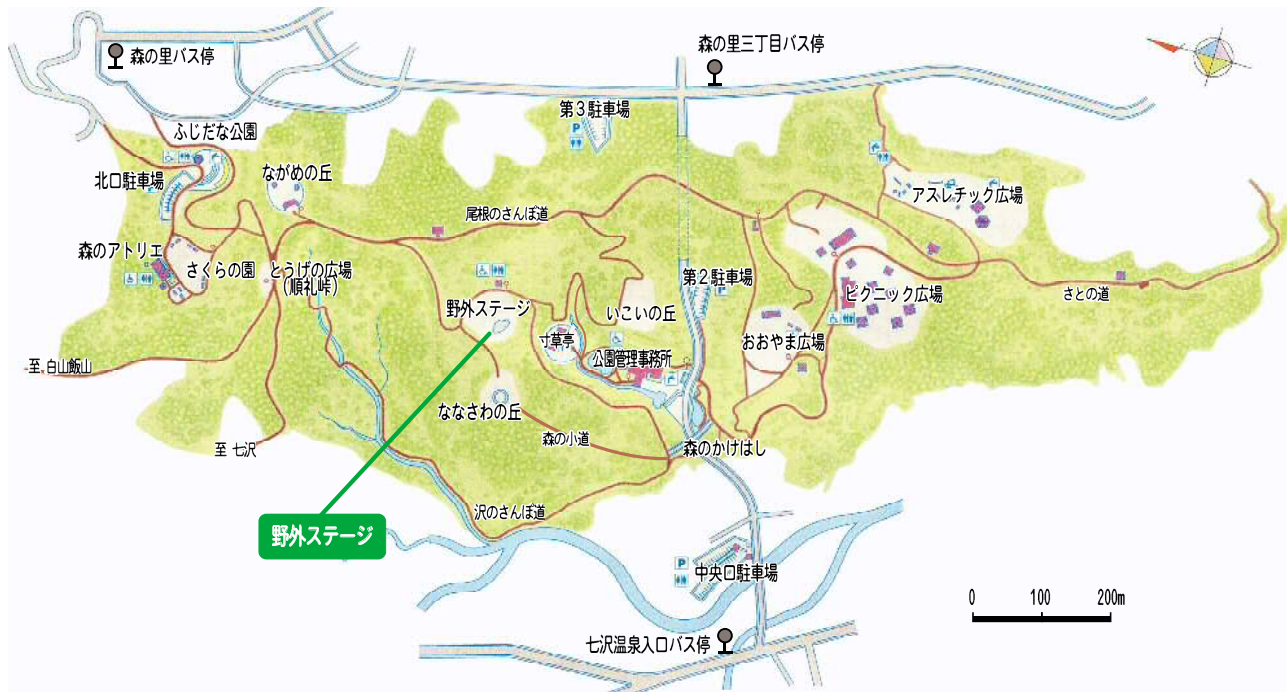 森の里バス停
森の里三丁目バス停
第3駐車場
P
ふじだな公園
北口駐車場
ながめの丘
アスレチック広場
尾根のさんぽ道
森のアトリエ
さくらの園
とうげの広場
(順礼峠)
第2駐車場
P
さとの道
ピクニック広場
野外ステージ
いこいの丘
寸草亭
おおやま広場
公園管理事務所
至 白山飯山
ななさわの丘
森の小道
森のかけはし
至 七沢
沢のさんぽ道
野外ステージ
P
中央口駐車場
0 100 200m
七沢温泉入口バス停